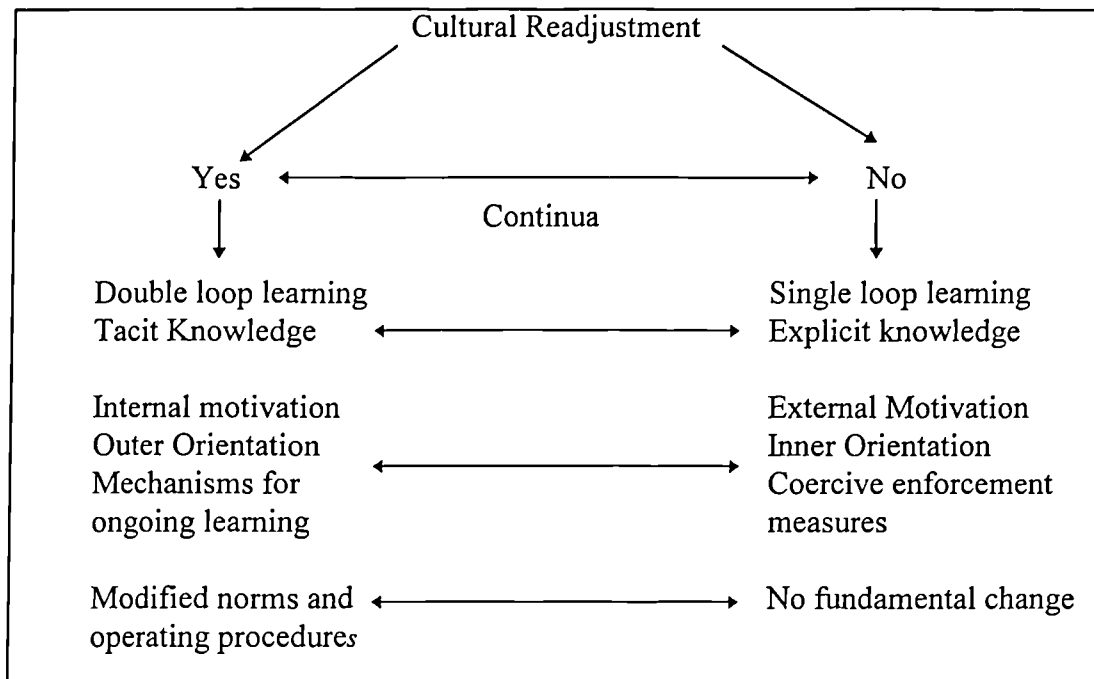 Cultural Readjustment
Yes
No
Continua
Double loop learning
Tacit Knowledge
Single loop learning
Explicit knowledge
Internal motivation
Outer Orientation
Mechanisms for
ongoing learning
External Motivation
Inner Orientation
Coercive enforcement
measures
Modified norms and
operating procedures
No fundamental change